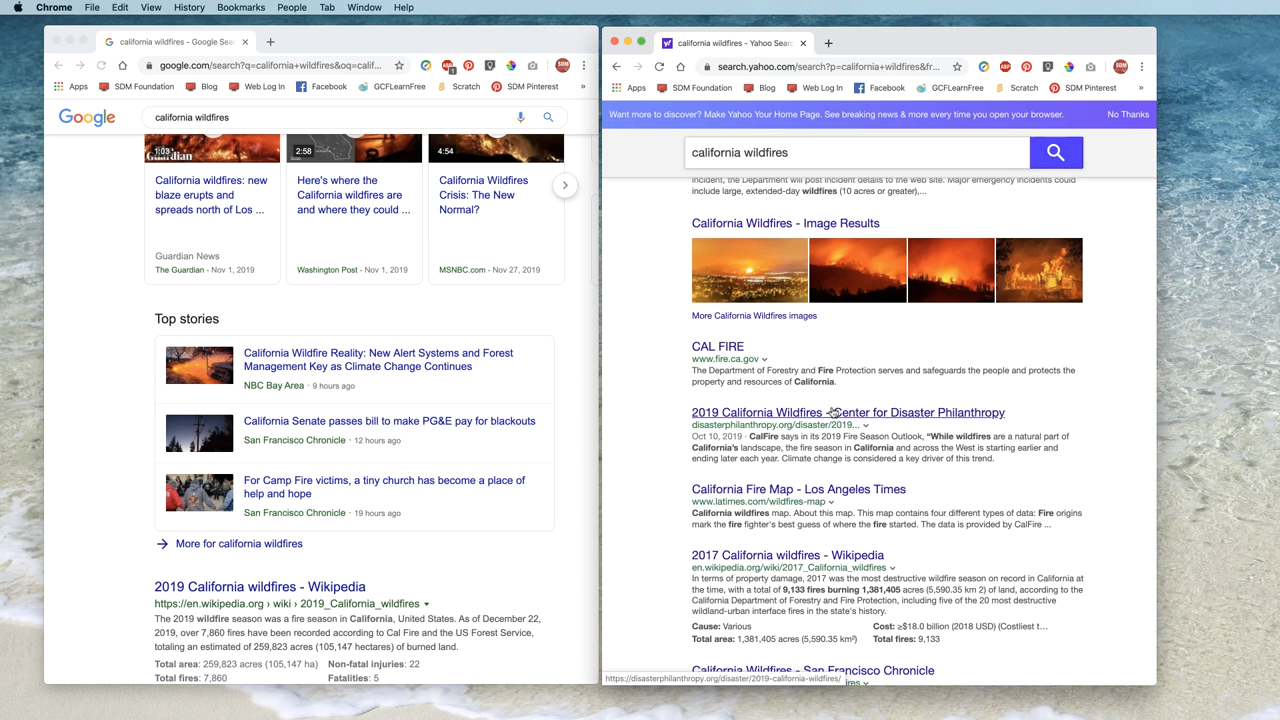 Chrome File Edit View History Bookmarks People Tab Window Help
california wildfires - Google Sea
google.com/search?q=california+wildfires&oq=calif...
Apps SDM Foundation Blog Web Log In Facebook GCFLearnFree Scratch SDM Pinterest »
Google california wildfires
1:03 2:58 4:54
Guardian
California wildfires: new
blaze erupts and
spreads north of Los ...
Guardian News
The Guardian - Nov 1, 2019
Here's where the
California wildfires are
and where they could ...
Washington Post - Nov 1, 2019
California Wildfires
Crisis: The New
Normal?
MSNBC.com - Nov 27, 2019
Top stories
California Wildfire Reality: New Alert Systems and Forest
Management Key as Climate Change Continues
NBC Bay Area · 9 hours ago
California Senate passes bill to make PG&E pay for blackouts
San Francisco Chronicle · 12 hours ago
For Camp Fire victims, a tiny church has become a place of
help and hope
San Francisco Chronicle · 19 hours ago
More for california wildfires
2019 California wildfires - Wikipedia
https://en.wikipedia.org › wiki › 2019_California_wildfires
The 2019 wildfire season was a fire season in California, United States. As of December 22,
2019, over 7,860 fires have been recorded according to Cal Fire and the US Forest Service,
totaling an estimated of 259,823 acres (105,147 hectares) of burned land.
Total area: 259,823 acres (105,147 ha) Non-fatal injuries: 22
Total fires: 7,860 Fatalities: 5
california wildfires - Yahoo Sear
search.yahoo.com/search?p=california+wildfires&fr...
Apps SDM Foundation Blog Web Log In Facebook GCFLearnFree Scratch SDM Pinterest »
Want more to discover? Make Yahoo Your Home Page. See breaking news & more every time you open your browser. No Thanks
california wildfires
incident, the Department will post incident details to the web site. Major emergency incidents could
include large, extended-day wildfires (10 acres or greater),...
California Wildfires - Image Results
More California Wildfires images
CAL FIRE
www.fire.ca.gov
The Department of Forestry and Fire Protection serves and safeguards the people and protects the
property and resources of California.
2019 California Wildfires - Center for Disaster Philanthropy
disasterphilanthropy.org/disaster/2019...
Oct 10, 2019 · CalFire says in its 2019 Fire Season Outlook, “While wildfires are a natural part of
California's landscape, the fire season in California and across the West is starting earlier and
ending later each year. Climate change is considered a key driver of this trend.
California Fire Map - Los Angeles Times
www.latimes.com/wildfires-map
California wildfires map. About this map. This map contains four different types of data: Fire origins
mark the fire fighter's best guess of where the fire started. The data is provided by CalFire ...
2017 California wildfires - Wikipedia
en.wikipedia.org/wiki/2017_California_wildfires
In terms of property damage, 2017 was the most destructive wildfire season on record in California at
the time, with a total of 9,133 fires burning 1,381,405 acres (5,590.35 km 2) of land, according to the
California Department of Forestry and Fire Protection, including five of the 20 most destructive
wildland-urban interface fires in the state's history.
Cause: Various Cost: ≥$18.0 billion (2018 USD) (Costliest t...
Total area: 1,381,405 acres (5,590.35 km²) Total fires: 9,133
California Wildfires - San Francisco Chronicle
https://disasterphilanthropy.org/disaster/2019-california-wildfires/